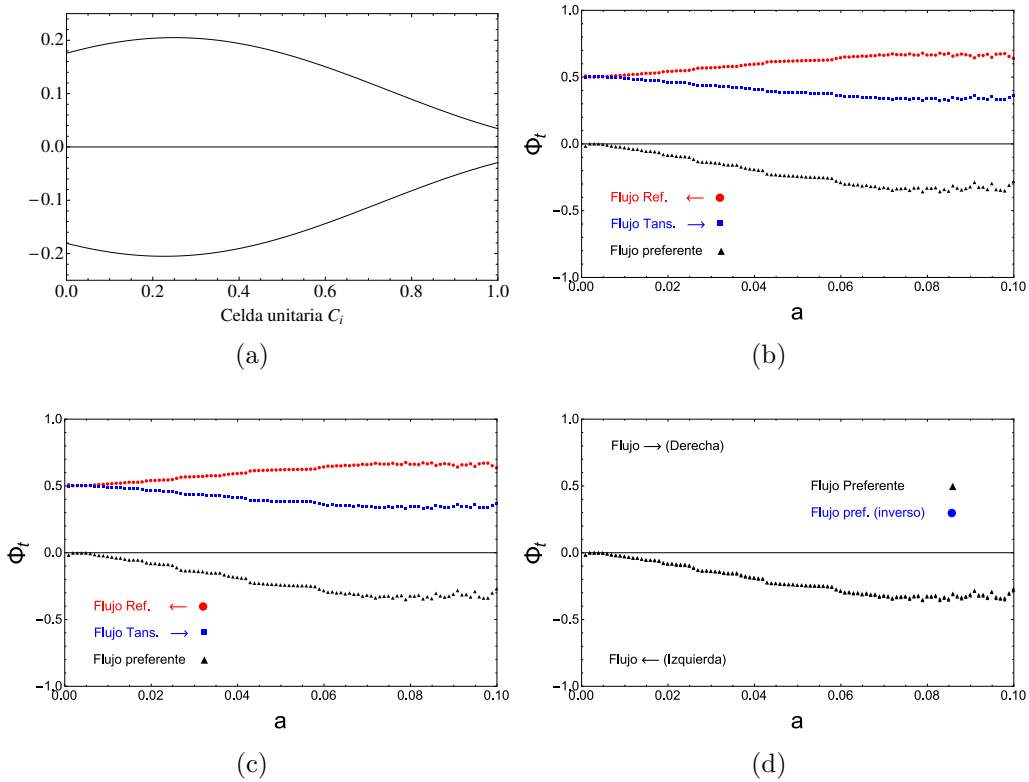 0.2
0.1
0.0
−0.1
−0.2
0.0 0.2 0.4 0.6 0.8 1.0
Celda unitaria Cᵢ
(a)
1.0
0.5
0.0
−0.5
−1.0
Φₜ
Flujo Ref. ←
Flujo Tans. →
Flujo preferente
0.00 0.02 0.04 0.06 0.08 0.10
a
(b)
1.0
0.5
0.0
−0.5
−1.0
Φₜ
Flujo Ref. ←
Flujo Tans. →
Flujo preferente
0.00 0.02 0.04 0.06 0.08 0.10
a
(c)
1.0
0.5
0.0
−0.5
−1.0
Φₜ
Flujo → (Derecha)
Flujo Preferente
Flujo pref. (inverso)
Flujo ← (Izquierda)
0.00 0.02 0.04 0.06 0.08 0.10
a
(d)